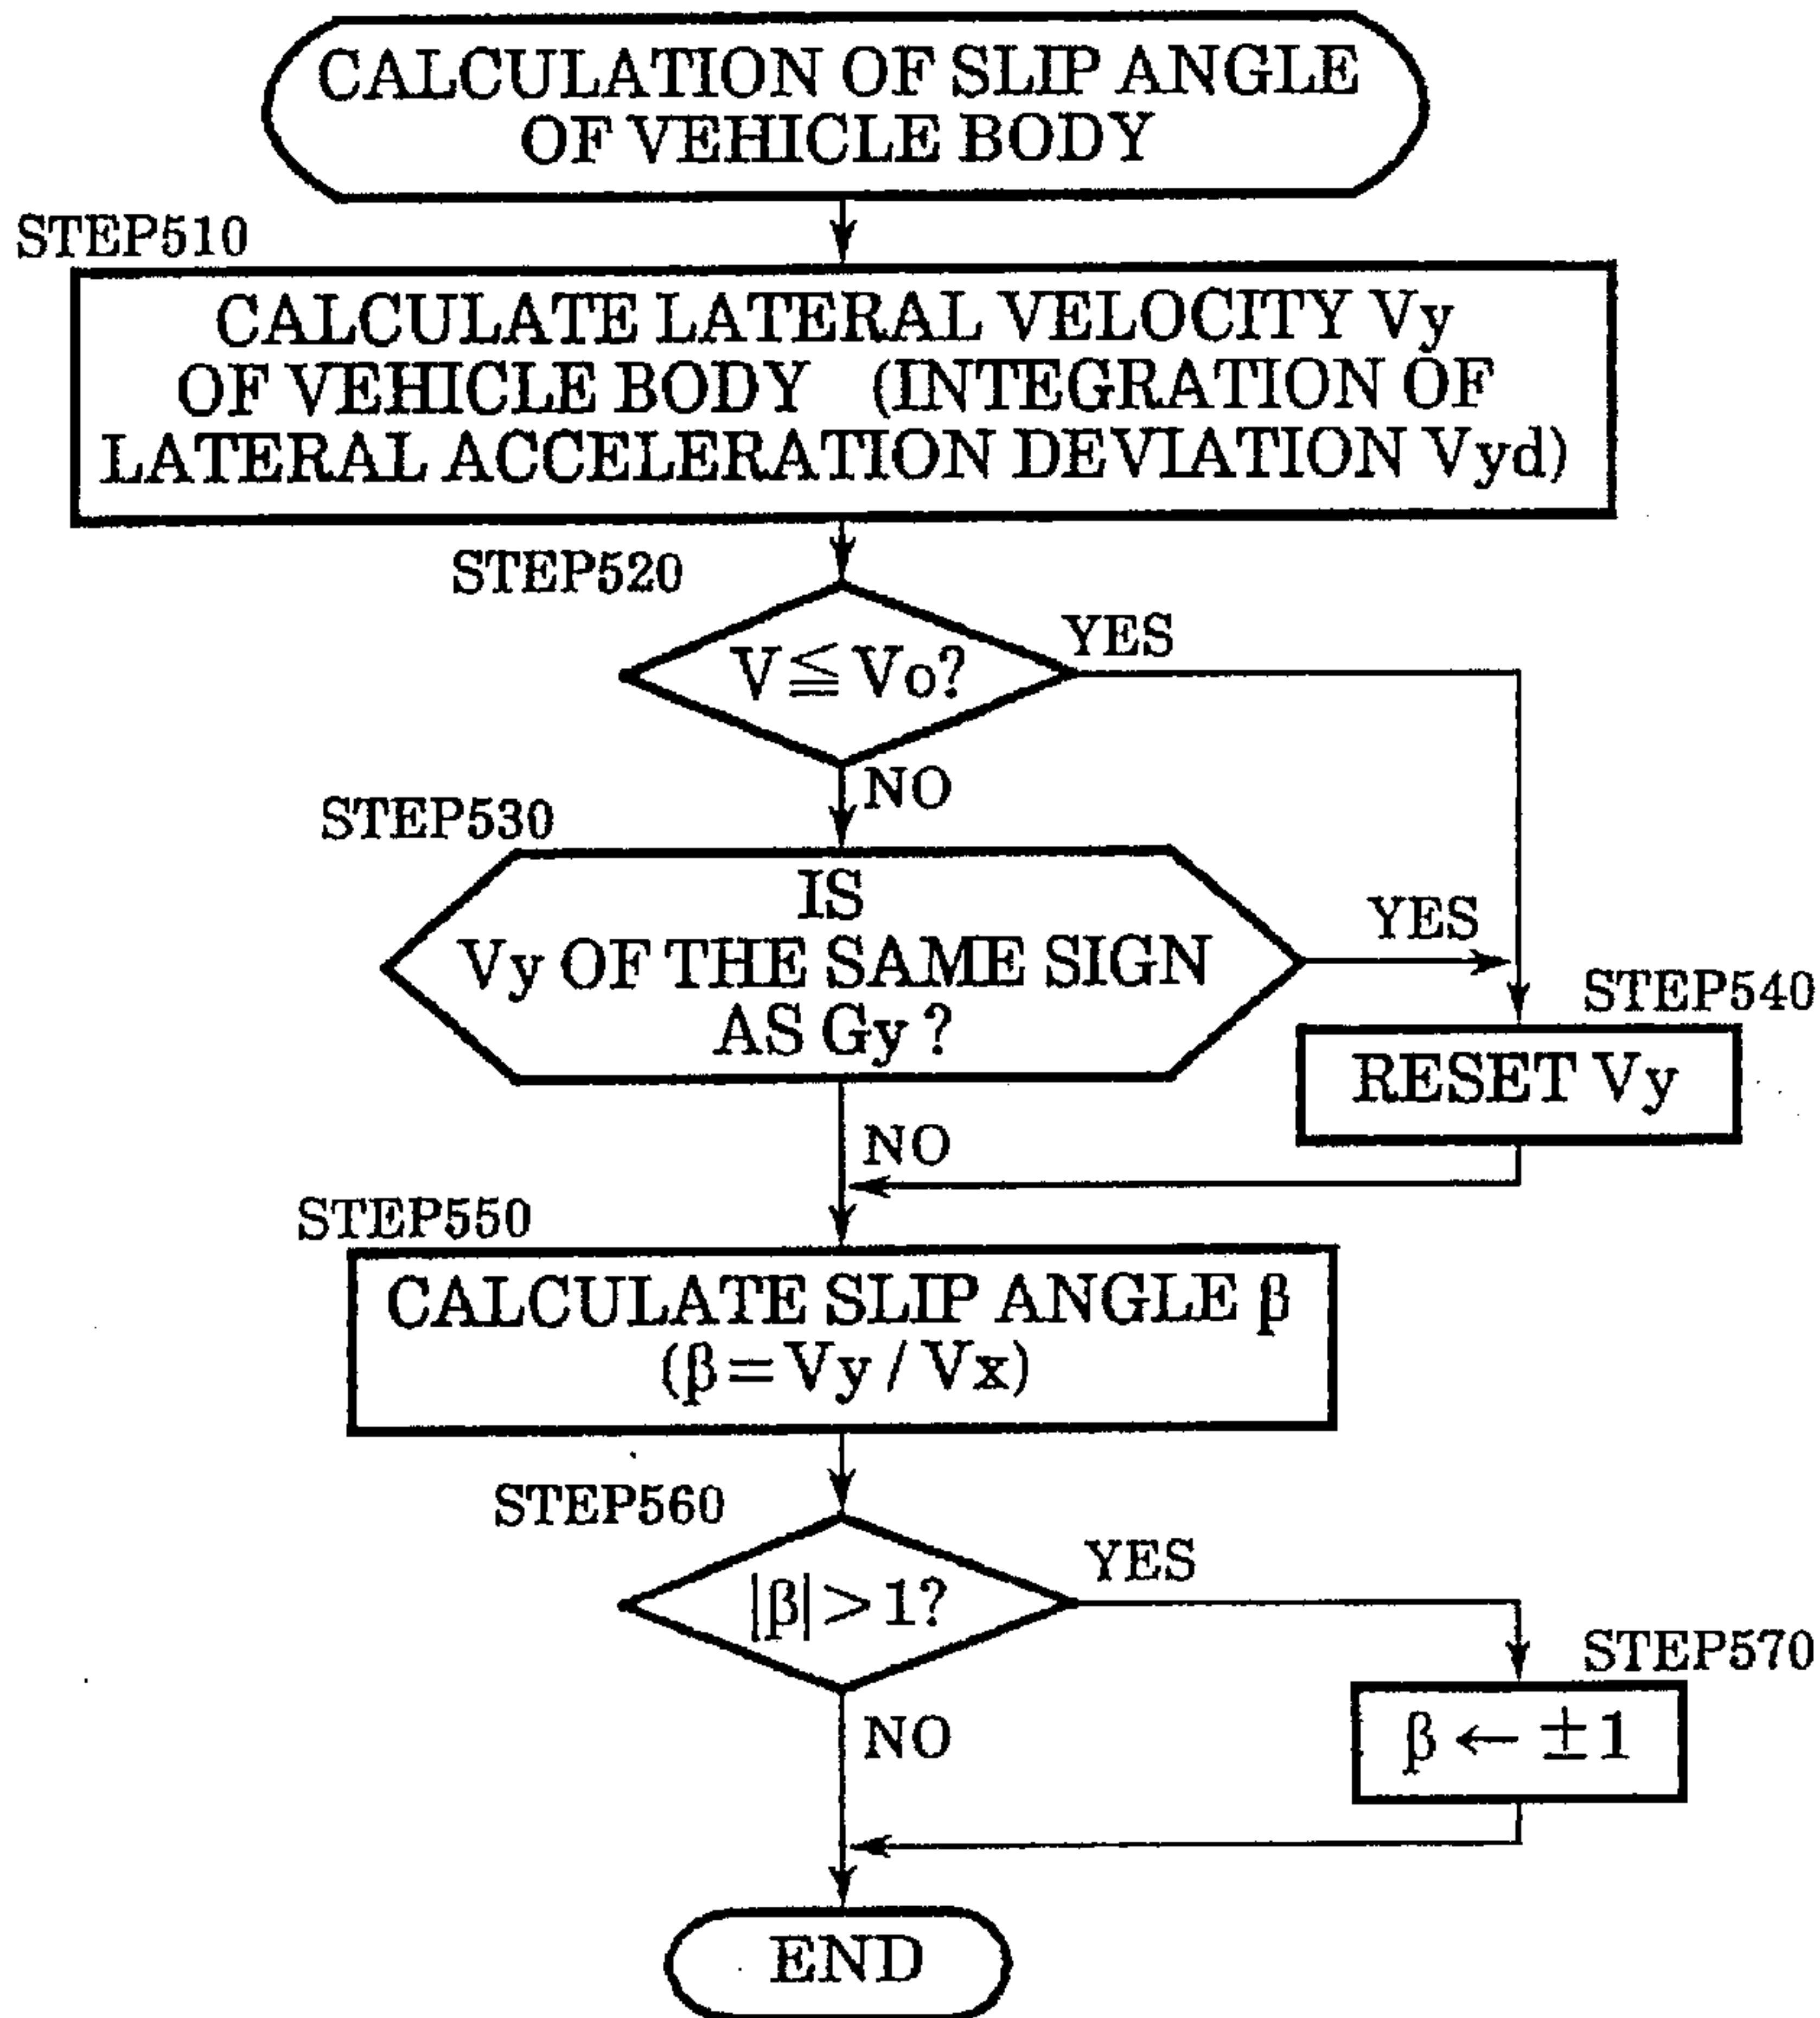 CALCULATION OF SLIP ANGLE
OF VEHICLE BODY
STEP510
CALCULATE LATERAL VELOCITY Vy
OF VEHICLE BODY (INTEGRATION OF
LATERAL ACCELERATION DEVIATION Vyd)
STEP520
V≦Vo?
YES
NO
STEP530
IS
Vy OF THE SAME SIGN
AS Gy ?
YES
STEP540
RESET Vy
NO
STEP550
CALCULATE SLIP ANGLE β
(β=Vy / Vx)
STEP560
|β|>1?
YES
STEP570
β ← ±1
NO
END